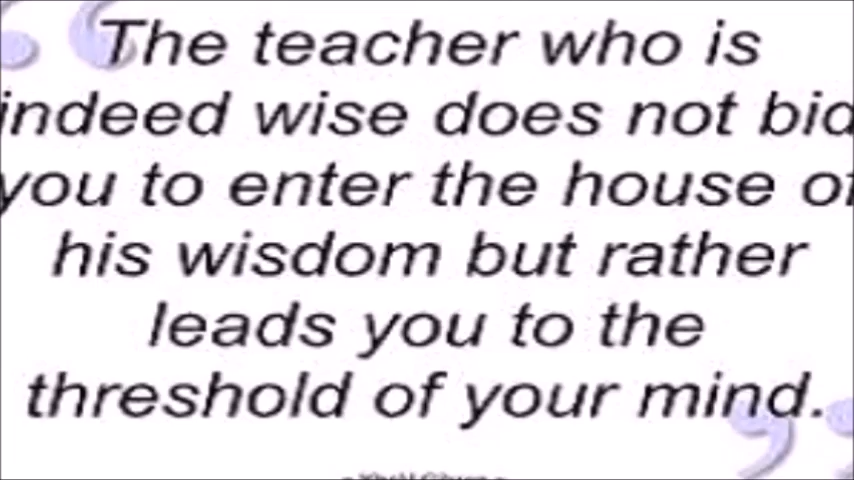 The teacher who is
indeed wise does not bid
you to enter the house of
his wisdom but rather
leads you to the
threshold of your mind.